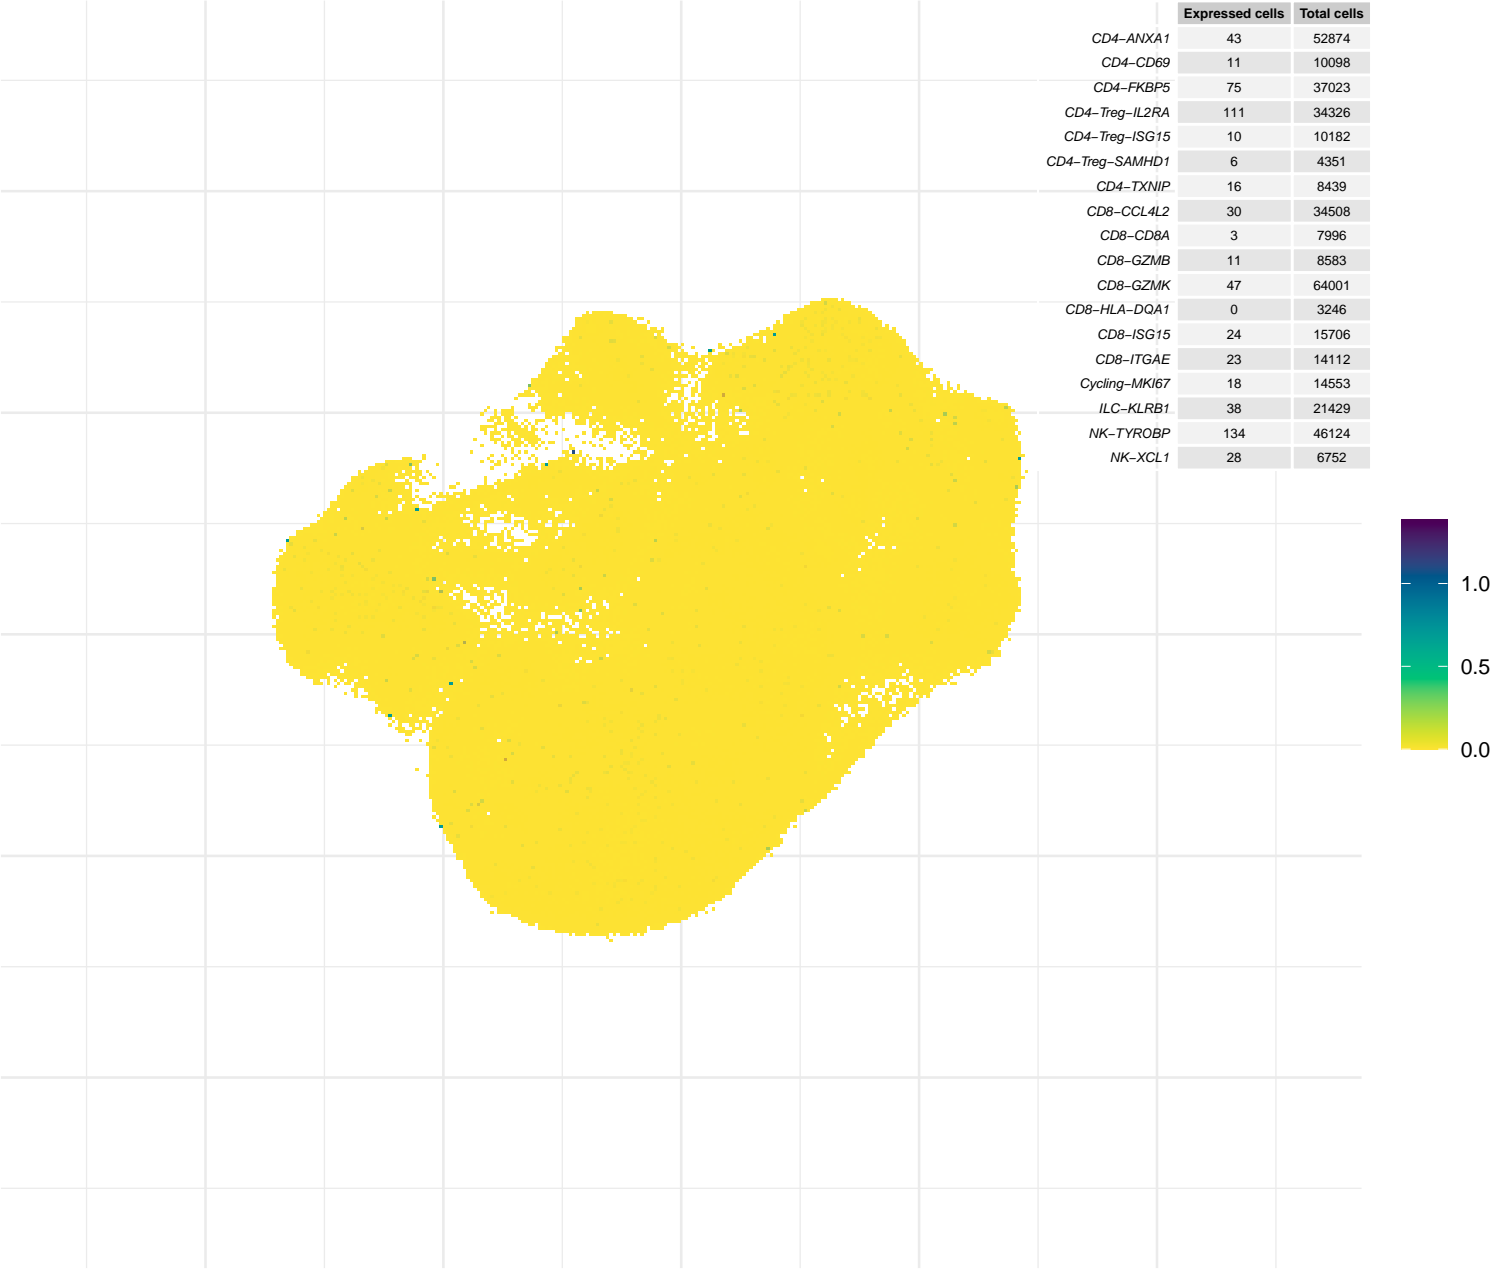 Expressed cells Total cells
CD4−ANXA1 43 52874
CD4−CD69 11 10098
CD4−FKBP5 75 37023
CD4−Treg−IL2RA 111 34326
CD4−Treg−ISG15 10 10182
CD4−Treg−SAMHD1 6 4351
CD4−TXNIP 16 8439
CD8−CCL4L2 30 34508
CD8−CD8A 3 7996
CD8−GZMB 11 8583
CD8−GZMK 47 64001
CD8−HLA−DQA1 0 3246
CD8−ISG15 24 15706
CD8−ITGAE 23 14112
Cycling−MKI67 18 14553
ILC−KLRB1 38 21429
NK−TYROBP 134 46124
NK−XCL1 28 6752
1.0
0.5
0.0